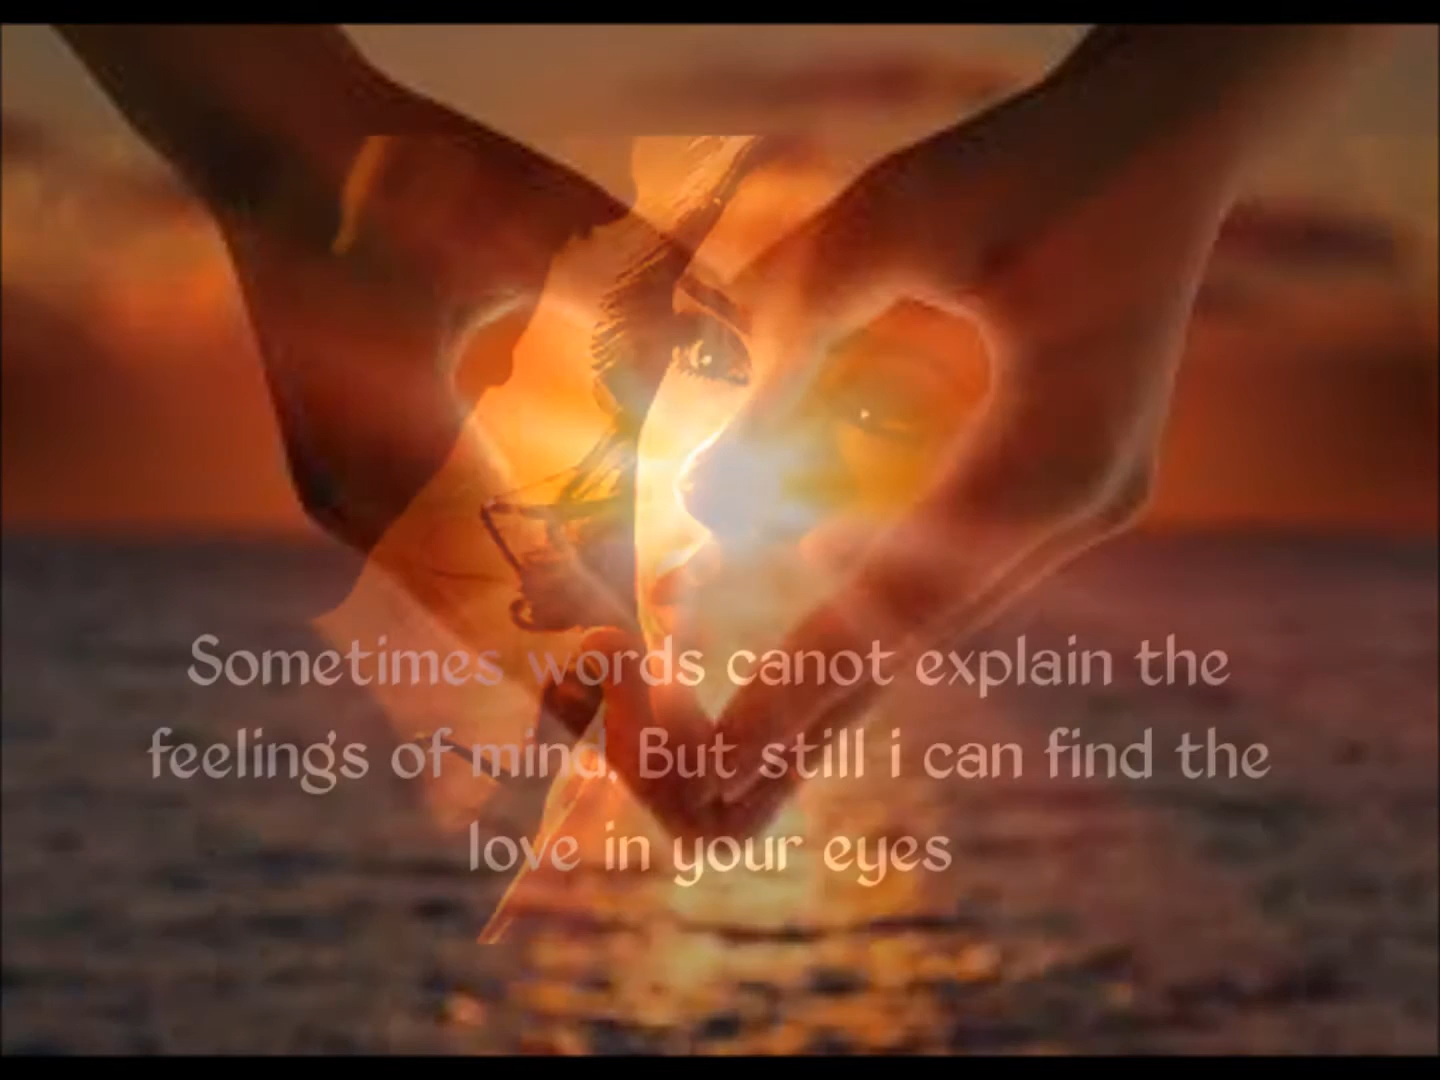 Sometimes words canot explain the
feelings of mind, But still i can find the
love in your eyes